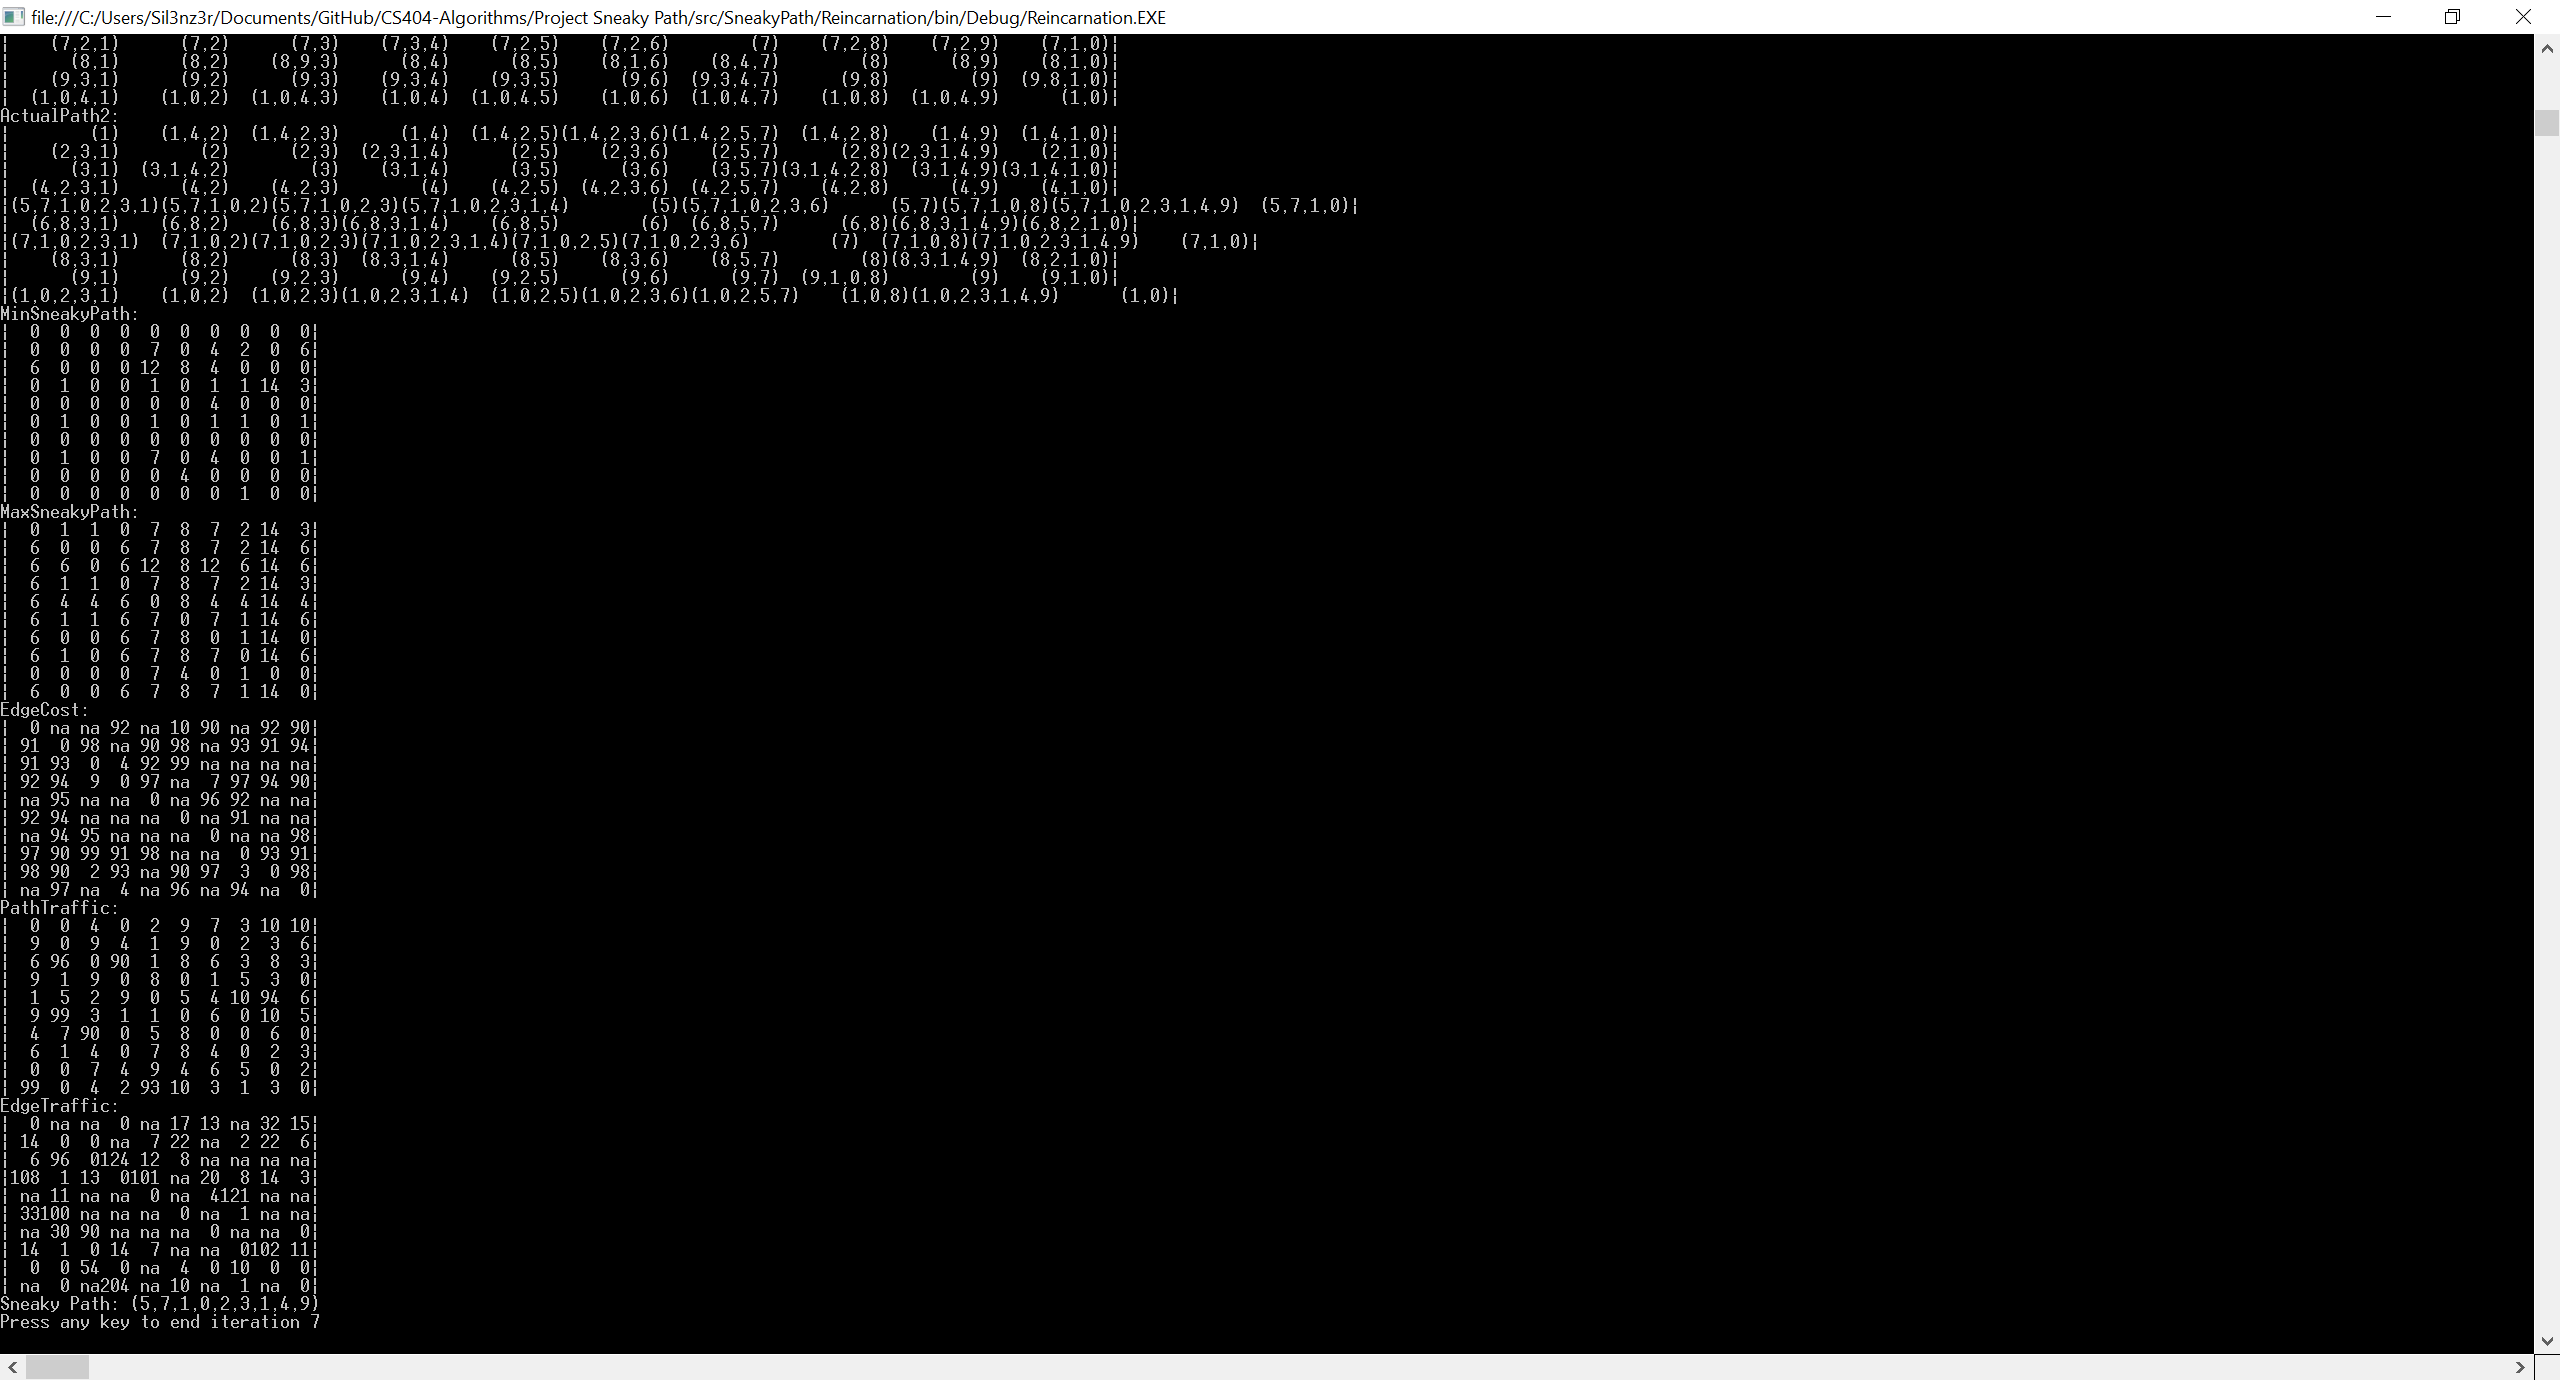 file:///C:/Users/Sil3nz3r/Documents/GitHub/CS404-Algorithms/Project Sneaky Path/src/SneakyPath/Reincarnation/bin/Debug/Reincarnation.EXE
¦    (7,2,1)      (7,2)      (7,3)    (7,3,4)    (7,2,5)    (7,2,6)        (7)    (7,2,8)    (7,2,9)    (7,1,0)¦
¦      (8,1)      (8,2)    (8,9,3)      (8,4)      (8,5)    (8,1,6)    (8,4,7)        (8)      (8,9)    (8,1,0)¦
¦    (9,3,1)      (9,2)      (9,3)    (9,3,4)    (9,3,5)      (9,6)  (9,3,4,7)      (9,8)        (9)  (9,8,1,0)¦
¦  (1,0,4,1)    (1,0,2)  (1,0,4,3)    (1,0,4)  (1,0,4,5)    (1,0,6)  (1,0,4,7)    (1,0,8)  (1,0,4,9)      (1,0)¦
ActualPath2:
¦        (1)    (1,4,2)  (1,4,2,3)      (1,4)  (1,4,2,5)(1,4,2,3,6)(1,4,2,5,7)  (1,4,2,8)    (1,4,9)  (1,4,1,0)¦
¦    (2,3,1)        (2)      (2,3)  (2,3,1,4)      (2,5)    (2,3,6)    (2,5,7)      (2,8)(2,3,1,4,9)    (2,1,0)¦
¦      (3,1)  (3,1,4,2)        (3)    (3,1,4)      (3,5)      (3,6)    (3,5,7)(3,1,4,2,8)  (3,1,4,9)(3,1,4,1,0)¦
¦  (4,2,3,1)      (4,2)    (4,2,3)        (4)    (4,2,5)  (4,2,3,6)  (4,2,5,7)    (4,2,8)      (4,9)    (4,1,0)¦
¦(5,7,1,0,2,3,1)(5,7,1,0,2)(5,7,1,0,2,3)(5,7,1,0,2,3,1,4)        (5)(5,7,1,0,2,3,6)      (5,7)(5,7,1,0,8)(5,7,1,0,2,3,1,4,9)  (5,7,1,0)¦
¦  (6,8,3,1)    (6,8,2)    (6,8,3)(6,8,3,1,4)    (6,8,5)        (6)  (6,8,5,7)      (6,8)(6,8,3,1,4,9)(6,8,2,1,0)¦
¦(7,1,0,2,3,1)  (7,1,0,2)(7,1,0,2,3)(7,1,0,2,3,1,4)(7,1,0,2,5)(7,1,0,2,3,6)        (7)  (7,1,0,8)(7,1,0,2,3,1,4,9)    (7,1,0)¦
¦    (8,3,1)      (8,2)      (8,3)  (8,3,1,4)      (8,5)    (8,3,6)    (8,5,7)        (8)(8,3,1,4,9)  (8,2,1,0)¦
¦      (9,1)      (9,2)    (9,2,3)      (9,4)    (9,2,5)      (9,6)      (9,7)  (9,1,0,8)        (9)    (9,1,0)¦
¦(1,0,2,3,1)    (1,0,2)  (1,0,2,3)(1,0,2,3,1,4)  (1,0,2,5)(1,0,2,3,6)(1,0,2,5,7)    (1,0,8)(1,0,2,3,1,4,9)      (1,0)¦
MinSneakyPath:
¦  0  0  0  0  0  0  0  0  0  0¦
¦  0  0  0  0  7  0  4  2  0  6¦
¦  6  0  0  0 12  8  4  0  0  0¦
¦  0  1  0  0  1  0  1  1 14  3¦
¦  0  0  0  0  0  0  4  0  0  0¦
¦  0  1  0  0  1  0  1  1  0  1¦
¦  0  0  0  0  0  0  0  0  0  0¦
¦  0  1  0  0  7  0  4  0  0  1¦
¦  0  0  0  0  0  4  0  0  0  0¦
¦  0  0  0  0  0  0  0  1  0  0¦
MaxSneakyPath:
¦  0  1  1  0  7  8  7  2 14  3¦
¦  6  0  0  6  7  8  7  2 14  6¦
¦  6  6  0  6 12  8 12  6 14  6¦
¦  6  1  1  0  7  8  7  2 14  3¦
¦  6  4  4  6  0  8  4  4 14  4¦
¦  6  1  1  6  7  0  7  1 14  6¦
¦  6  0  0  6  7  8  0  1 14  0¦
¦  6  1  0  6  7  8  7  0 14  6¦
¦  0  0  0  0  7  4  0  1  0  0¦
¦  6  0  0  6  7  8  7  1 14  0¦
EdgeCost:
¦  0 na na 92 na 10 90 na 92 90¦
¦ 91  0 98 na 90 98 na 93 91 94¦
¦ 91 93  0  4 92 99 na na na na¦
¦ 92 94  9  0 97 na  7 97 94 90¦
¦ na 95 na na  0 na 96 92 na na¦
¦ 92 94 na na na  0 na 91 na na¦
¦ na 94 95 na na na  0 na na 98¦
¦ 97 90 99 91 98 na na  0 93 91¦
¦ 98 90  2 93 na 90 97  3  0 98¦
¦ na 97 na  4 na 96 na 94 na  0¦
PathTraffic:
¦  0  0  4  0  2  9  7  3 10 10¦
¦  9  0  9  4  1  9  0  2  3  6¦
¦  6 96  0 90  1  8  6  3  8  3¦
¦  9  1  9  0  8  0  1  5  3  0¦
¦  1  5  2  9  0  5  4 10 94  6¦
¦  9 99  3  1  1  0  6  0 10  5¦
¦  4  7 90  0  5  8  0  0  6  0¦
¦  6  1  4  0  7  8  4  0  2  3¦
¦  0  0  7  4  9  4  6  5  0  2¦
¦ 99  0  4  2 93 10  3  1  3  0¦
EdgeTraffic:
¦  0 na na  0 na 17 13 na 32 15¦
¦ 14  0  0 na  7 22 na  2 22  6¦
¦  6 96  0124 12  8 na na na na¦
¦108  1 13  0101 na 20  8 14  3¦
¦ na 11 na na  0 na  4121 na na¦
¦ 33100 na na na  0 na  1 na na¦
¦ na 30 90 na na na  0 na na  0¦
¦ 14  1  0 14  7 na na  0102 11¦
¦  0  0 54  0 na  4  0 10  0  0¦
¦ na  0 na204 na 10 na  1 na  0¦
Sneaky Path: (5,7,1,0,2,3,1,4,9)
Press any key to end iteration 7